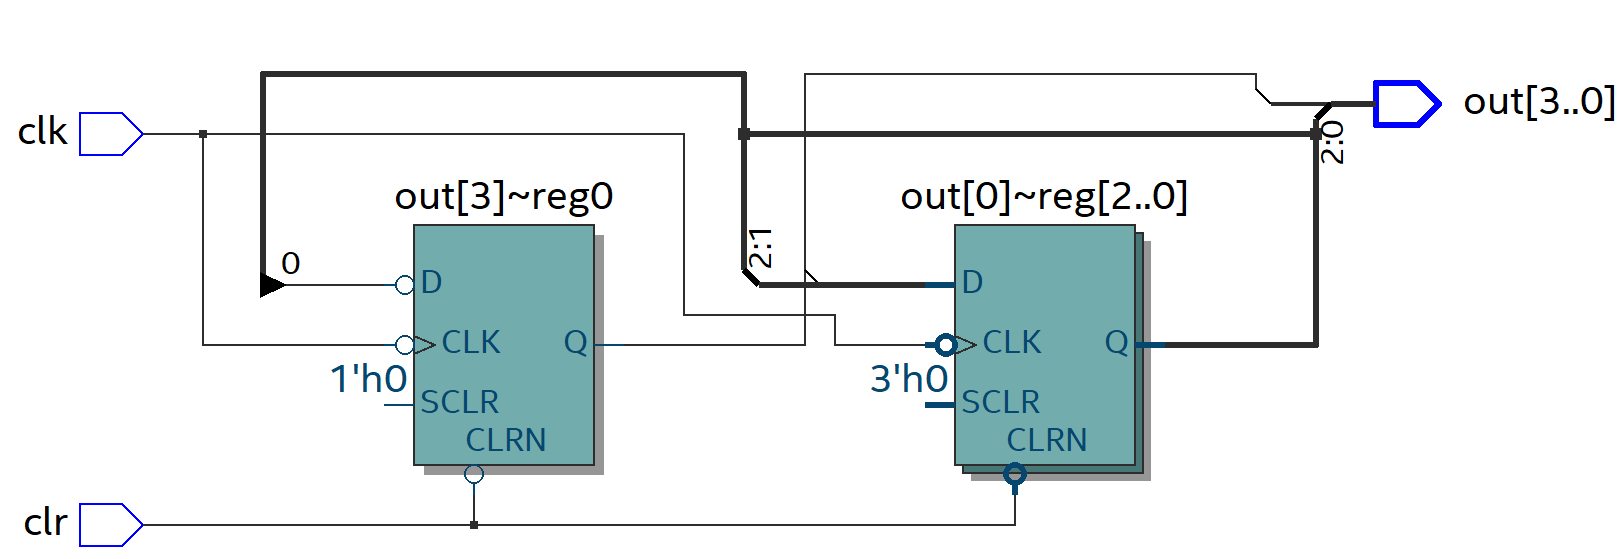 clk
out[3..0]
2:0
out[3]~reg0
out[0]~reg[2..0]
2:1
0
D
CLK
Q
1'h0
SCLR
CLRN
D
CLK
Q
3'h0
SCLR
CLRN
clr